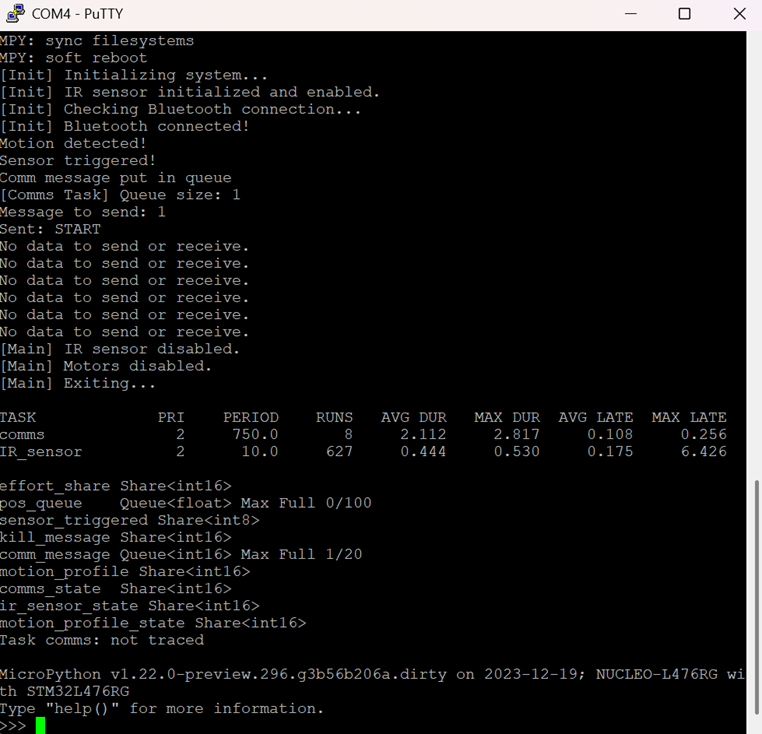 COM4 - PuTTY
MPY: sync filesystems
MPY: soft reboot
[Init] Initializing system...
[Init] IR sensor initialized and enabled.
[Init] Checking Bluetooth connection...
[Init] Bluetooth connected!
Motion detected!
Sensor triggered!
Comm message put in queue
[Comms Task] Queue size: 1
Message to send: 1
Sent: START
No data to send or receive.
No data to send or receive.
No data to send or receive.
No data to send or receive.
No data to send or receive.
No data to send or receive.
[Main] IR sensor disabled.
[Main] Motors disabled.
[Main] Exiting...
TASK             PRI    PERIOD    RUNS   AVG DUR   MAX DUR  AVG LATE  MAX LATE
comms              2     750.0       8     2.112     2.817     0.108     0.256
IR_sensor          2      10.0     627     0.444     0.530     0.175     6.426
effort_share Share<int16>
pos_queue    Queue<float> Max Full 0/100
sensor_triggered Share<int8>
kill_message Share<int16>
comm_message Queue<int16> Max Full 1/20
motion_profile Share<int16>
comms_state  Share<int16>
ir_sensor_state Share<int16>
motion_profile_state Share<int16>
Task comms: not traced
MicroPython v1.22.0-preview.296.g3b56b206a.dirty on 2023-12-19; NUCLEO-L476RG wi
th STM32L476RG
Type "help()" for more information.
>>>